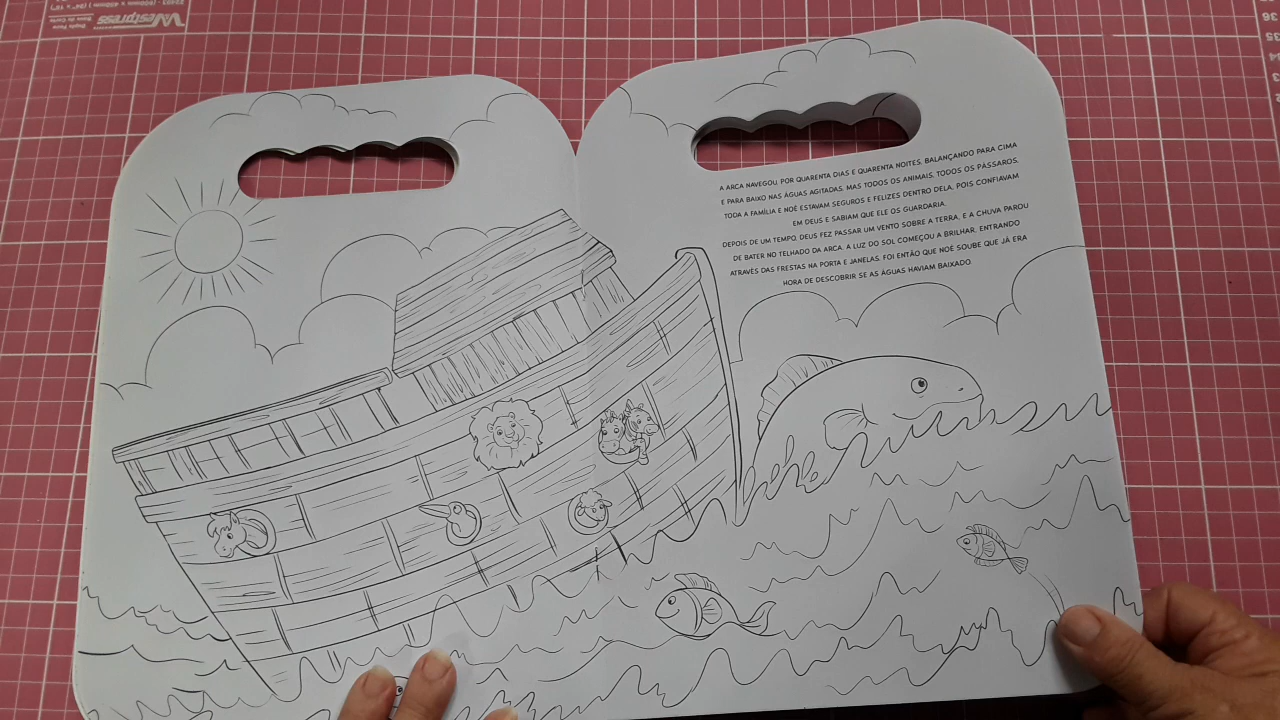 A ARCA NAVEGOU, POR QUARENTA DIAS E QUARENTA NOITES, BALANÇANDO PARA CIMA
E PARA BAIXO NAS ÁGUAS AGITADAS. MAS TODOS OS ANIMAIS, TODOS OS PÁSSAROS,
TODA A FAMÍLIA E NOÉ ESTAVAM SEGUROS E FELIZES DENTRO DELA, POIS CONFIAVAM
EM DEUS E SABIAM QUE ELE OS GUARDARIA.
DEPOIS DE UM TEMPO, DEUS FEZ PASSAR UM VENTO SOBRE A TERRA, E A CHUVA PAROU
DE BATER NO TELHADO DA ARCA. A LUZ DO SOL COMEÇOU A BRILHAR, ENTRANDO
ATRAVÉS DAS FRESTAS NA PORTA E JANELAS. FOI ENTÃO QUE NOÉ SOUBE QUE JÁ ERA
HORA DE DESCOBRIR SE AS ÁGUAS HAVIAM BAIXADO.
Westpress
36
35
34